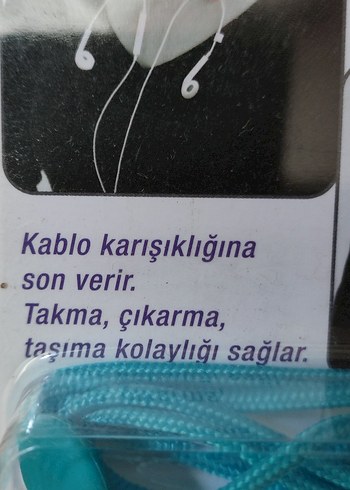 Kablo karışıklığına
son verir.
Takma, çıkarma,
taşıma kolaylığı sağlar.